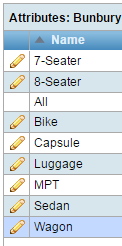 Attributes: Bunbury
Name
7-Seater
8-Seater
All
Bike
Capsule
Luggage
MPT
Sedan
Wagon